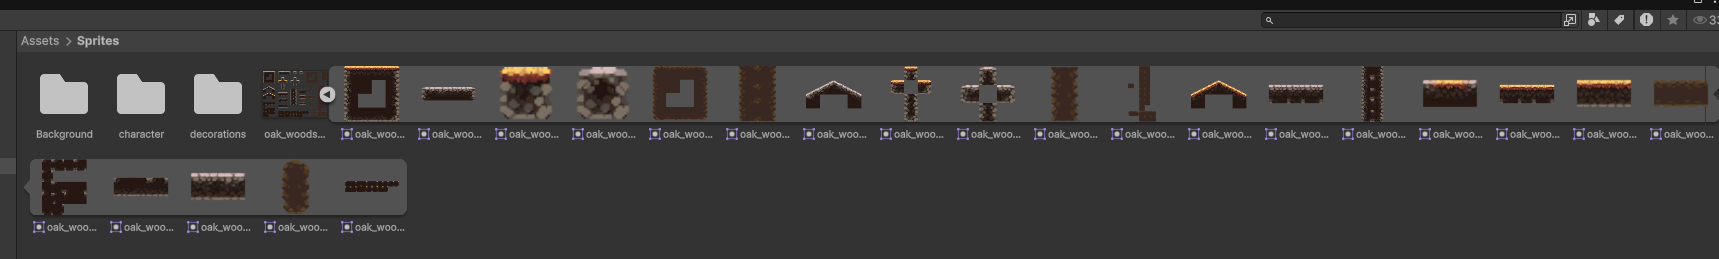 33
Assets > Sprites
Background character decorations oak_woods... oak_woo... oak_woo... oak_woo... oak_woo... oak_woo... oak_woo... oak_woo... oak_woo... oak_woo... oak_woo... oak_woo... oak_woo... oak_woo... oak_woo... oak_woo... oak_woo... oak_woo... oak_woo...
oak_woo... oak_woo... oak_woo... oak_woo... oak_woo...